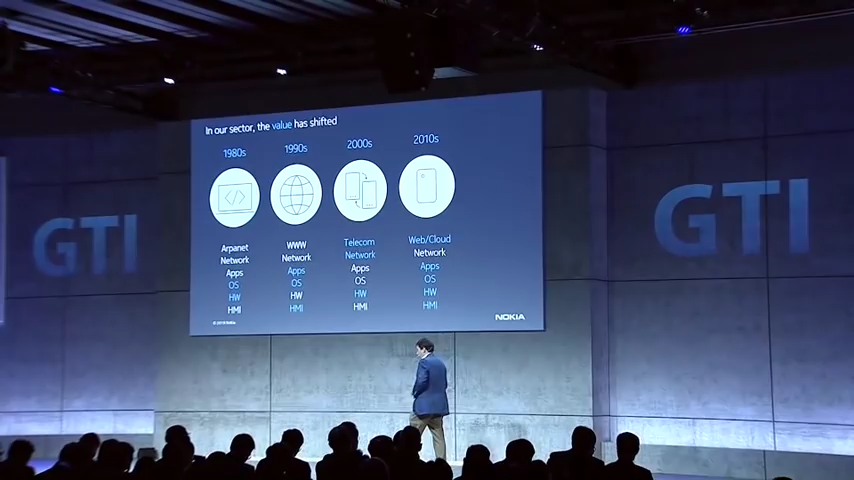 In our sector, the value has shifted
1980s 1990s 2000s 2010s
Arpanet
Network
Apps
OS
HW
HMI
WWW
Network
Apps
OS
HW
HMI
Telecom
Network
Apps
OS
HW
HMI
Web/Cloud
Network
Apps
OS
HW
HMI
NOKIA
GTI
GTI